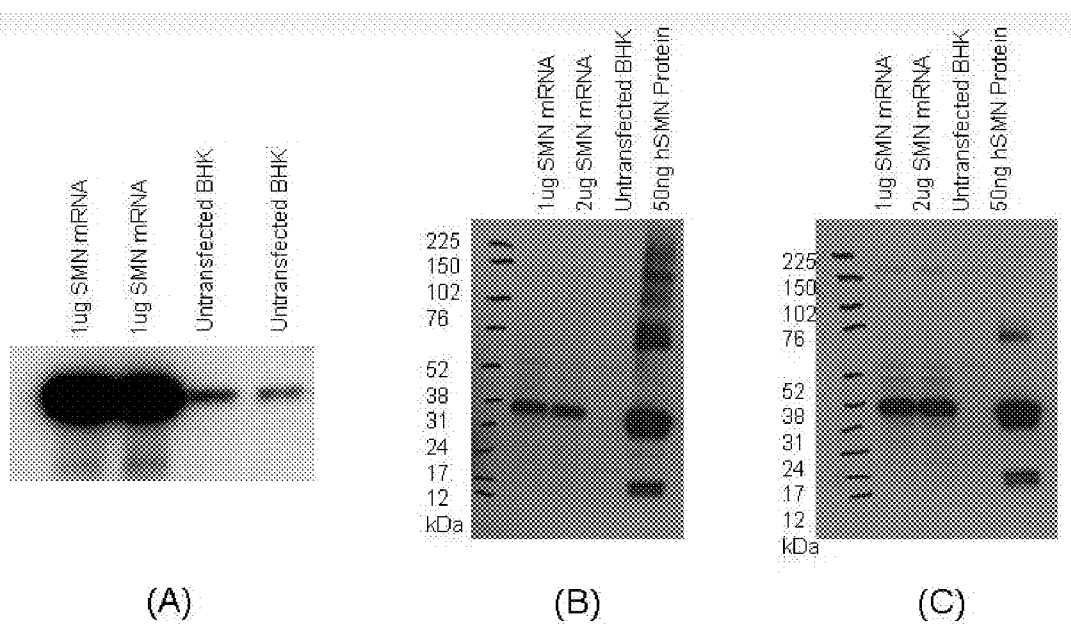 1ug SMN mRNA
1ug SMN mRNA
Untransfected BHK
Untransfected BHK
(A)
1ug SMN mRNA
2ug SMN mRNA
Untransfected BHK
50ng hSMN Protein
225
150
102
76
52
38
31
24
17
12
kDa
(B)
1ug SMN mRNA
2ug SMN mRNA
Untransfected BHK
50ng hSMN Protein
225
150
102
76
52
38
31
24
17
12
kDa
(C)